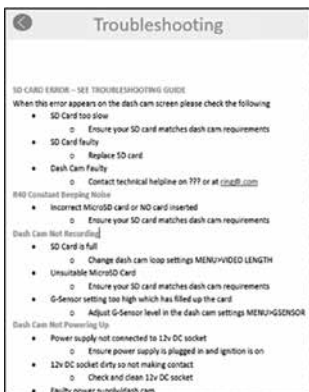 Troubleshooting
SD CARD ERROR – SEE TROUBLESHOOTING GUIDE
When this error appears on the dash cam screen please check the following
• SD Card too slow
o Ensure your SD card matches dash cam requirements
• SD Card faulty
o Replace SD card
• Dash Cam Faulty
o Contact technical helpline on ??? or at
R40 Constant Beeping Noise
• Incorrect MicroSD card or NO card inserted
o Ensure your SD card matches dash cam requirements
Dash Cam Not Recording
• SD Card is full
o Change dash cam loop settings MENU>VIDEO LENGTH
• Unsuitable MicroSD Card
o Ensure your SD card matches dash cam requirements
• G-Sensor setting too high which has filled up the card
o Adjust G-Sensor level in the dash cam settings MENU>GSENSOR
Dash Cam Not Powering Up
• Power supply not connected to 12v DC socket
o Ensure power supply is plugged in and ignition is on
• 12v DC socket dirty so not making contact
o Check and clean 12v DC socket
• Faulty power supply/dash cam